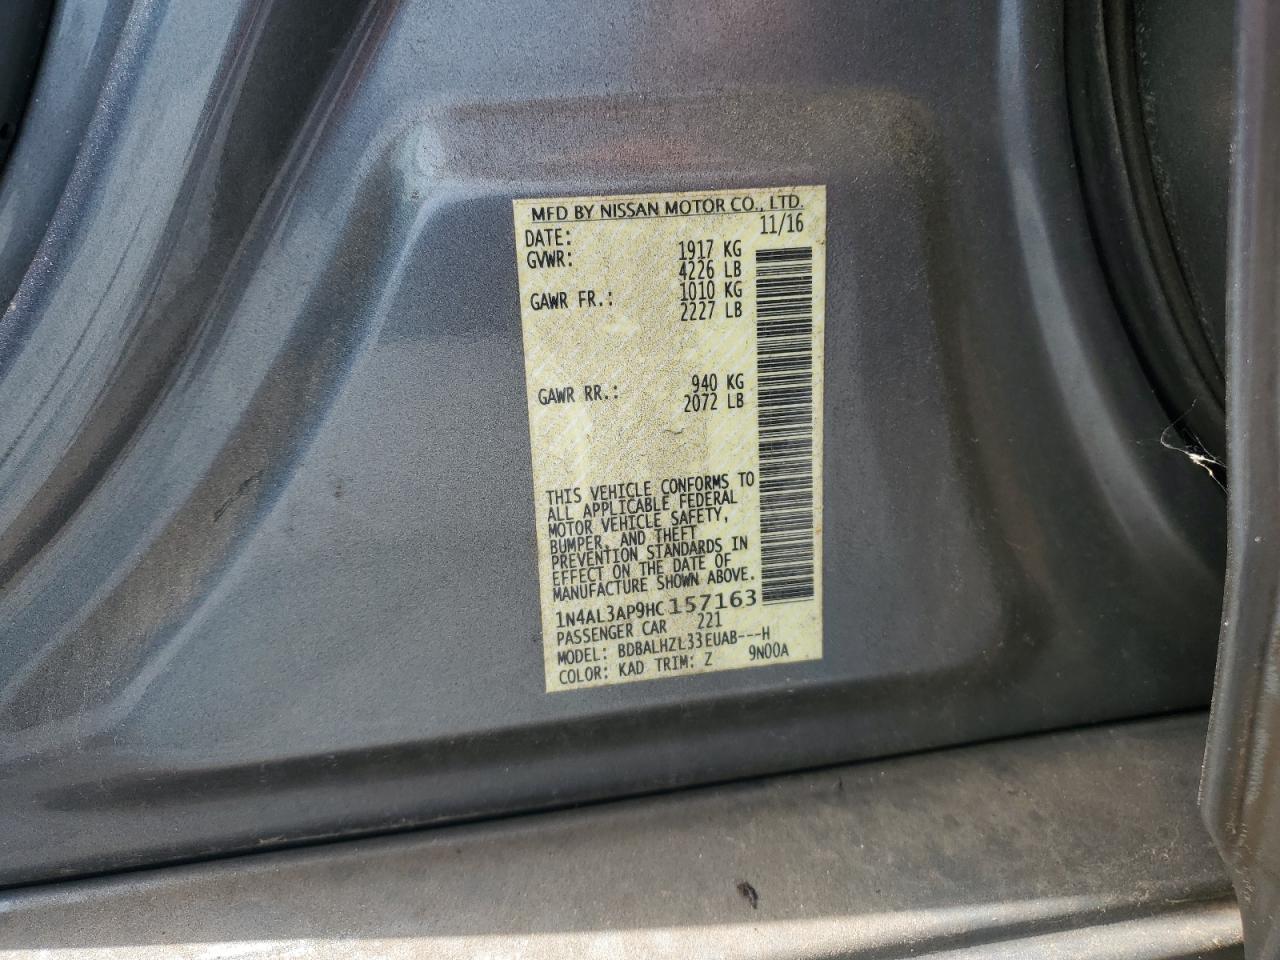 MFD BY NISSAN MOTOR CO., LTD.
DATE: 11/16
GVWR: 1917 KG
4226 LB
GAWR FR.: 1010 KG
2227 LB
GAWR RR.: 940 KG
2072 LB
THIS VEHICLE CONFORMS TO
ALL APPLICABLE FEDERAL
MOTOR VEHICLE SAFETY,
BUMPER, AND THEFT
PREVENTION STANDARDS IN
EFFECT ON THE DATE OF
MANUFACTURE SHOWN ABOVE.
1N4AL3AP9HC157163
PASSENGER CAR 221
MODEL: BDBALHZL33EUAB---H
COLOR: KAD TRIM: Z 9N00A